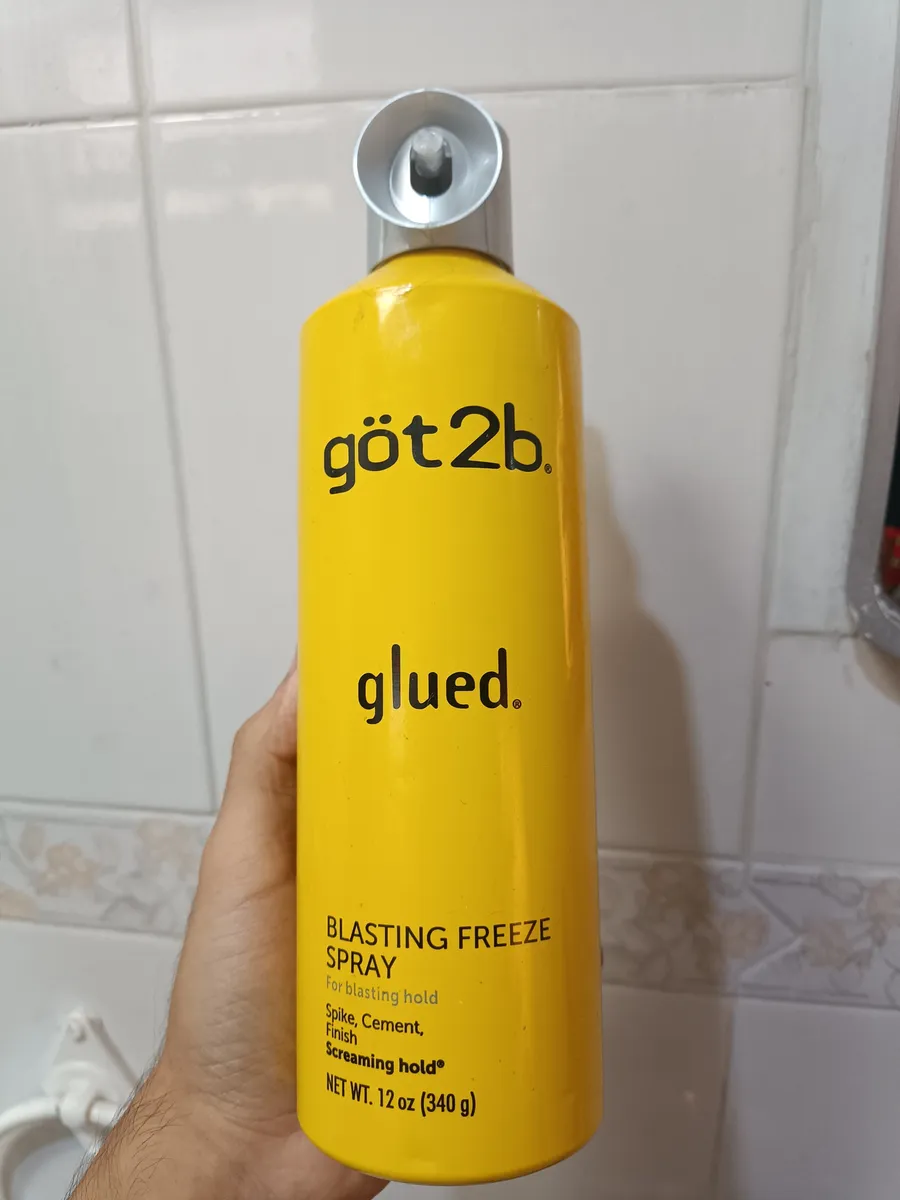 göt2b®
glued®
BLASTING FREEZE
SPRAY
For blasting hold
Spike, Cement,
Finish
Screaming hold®
NET WT. 12 oz (340 g)